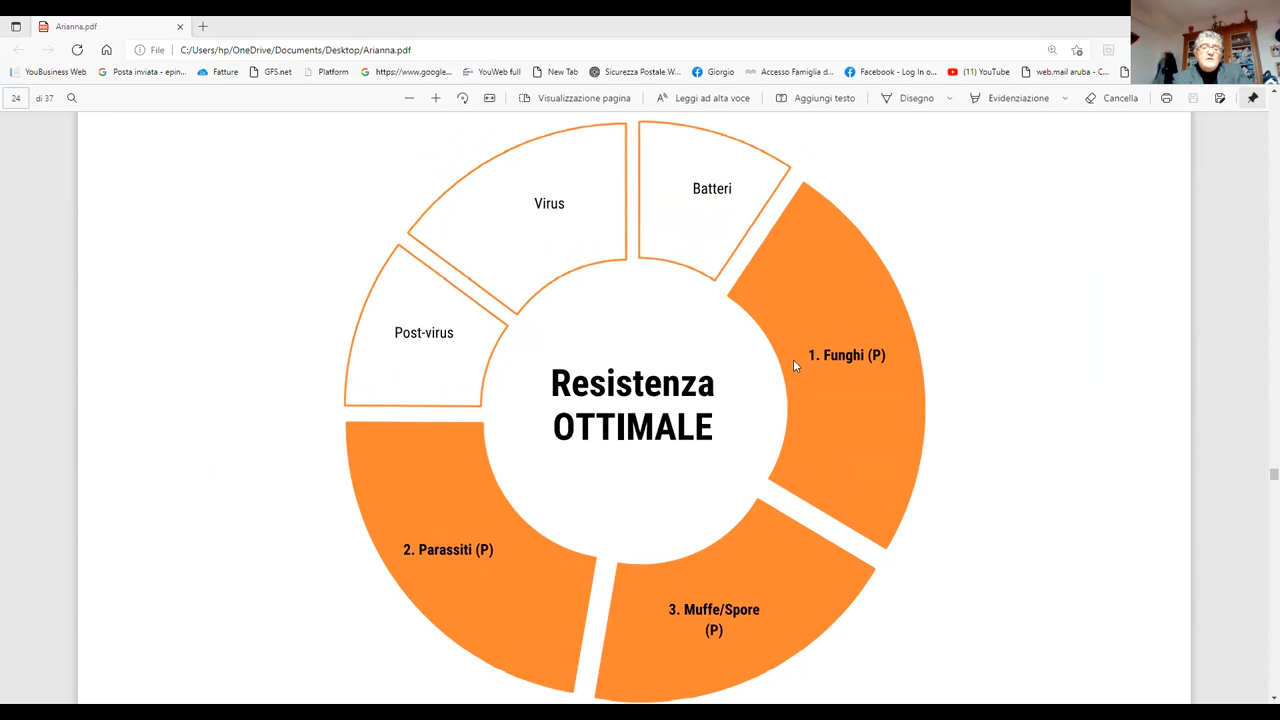 Arianna.pdf
File C:/Users/hp/OneDrive/Documents/Desktop/Arianna.pdf
YouBusiness Web Posta inviata - epin... Fatture GFS.net Platform https://www.google... YouWeb full New Tab Sicurezza Postale W... Giorgio Accesso Famiglia d... Facebook - Log In o... (11) YouTube web.mail aruba - C...
24 di 37 Visualizzazione pagina Leggi ad alta voce Aggiungi testo Disegno Evidenziazione Cancella
Batteri
Virus
Post-virus
1. Funghi (P)
Resistenza
OTTIMALE
2. Parassiti (P)
3. Muffe/Spore
(P)